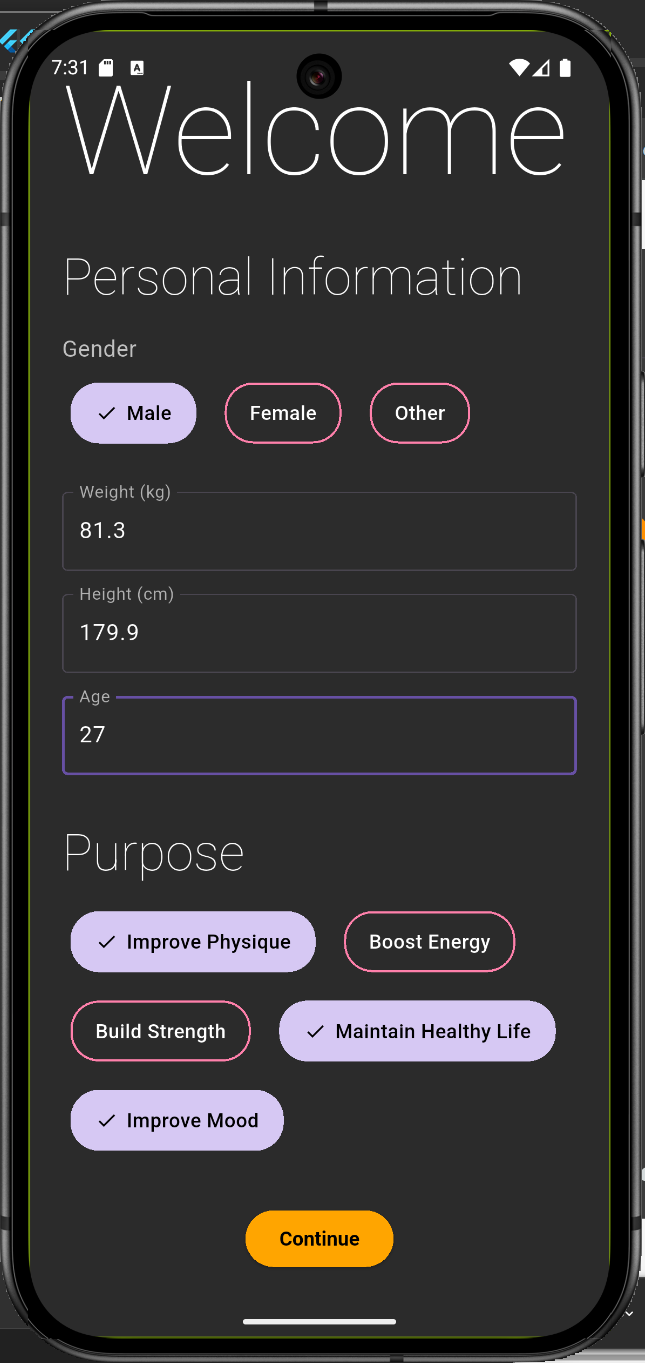 7:31
Welcome
Personal Information
Gender
Male Female Other
Weight (kg)
81.3
Height (cm)
179.9
Age
27
Purpose
Improve Physique Boost Energy
Build Strength Maintain Healthy Life
Improve Mood
Continue